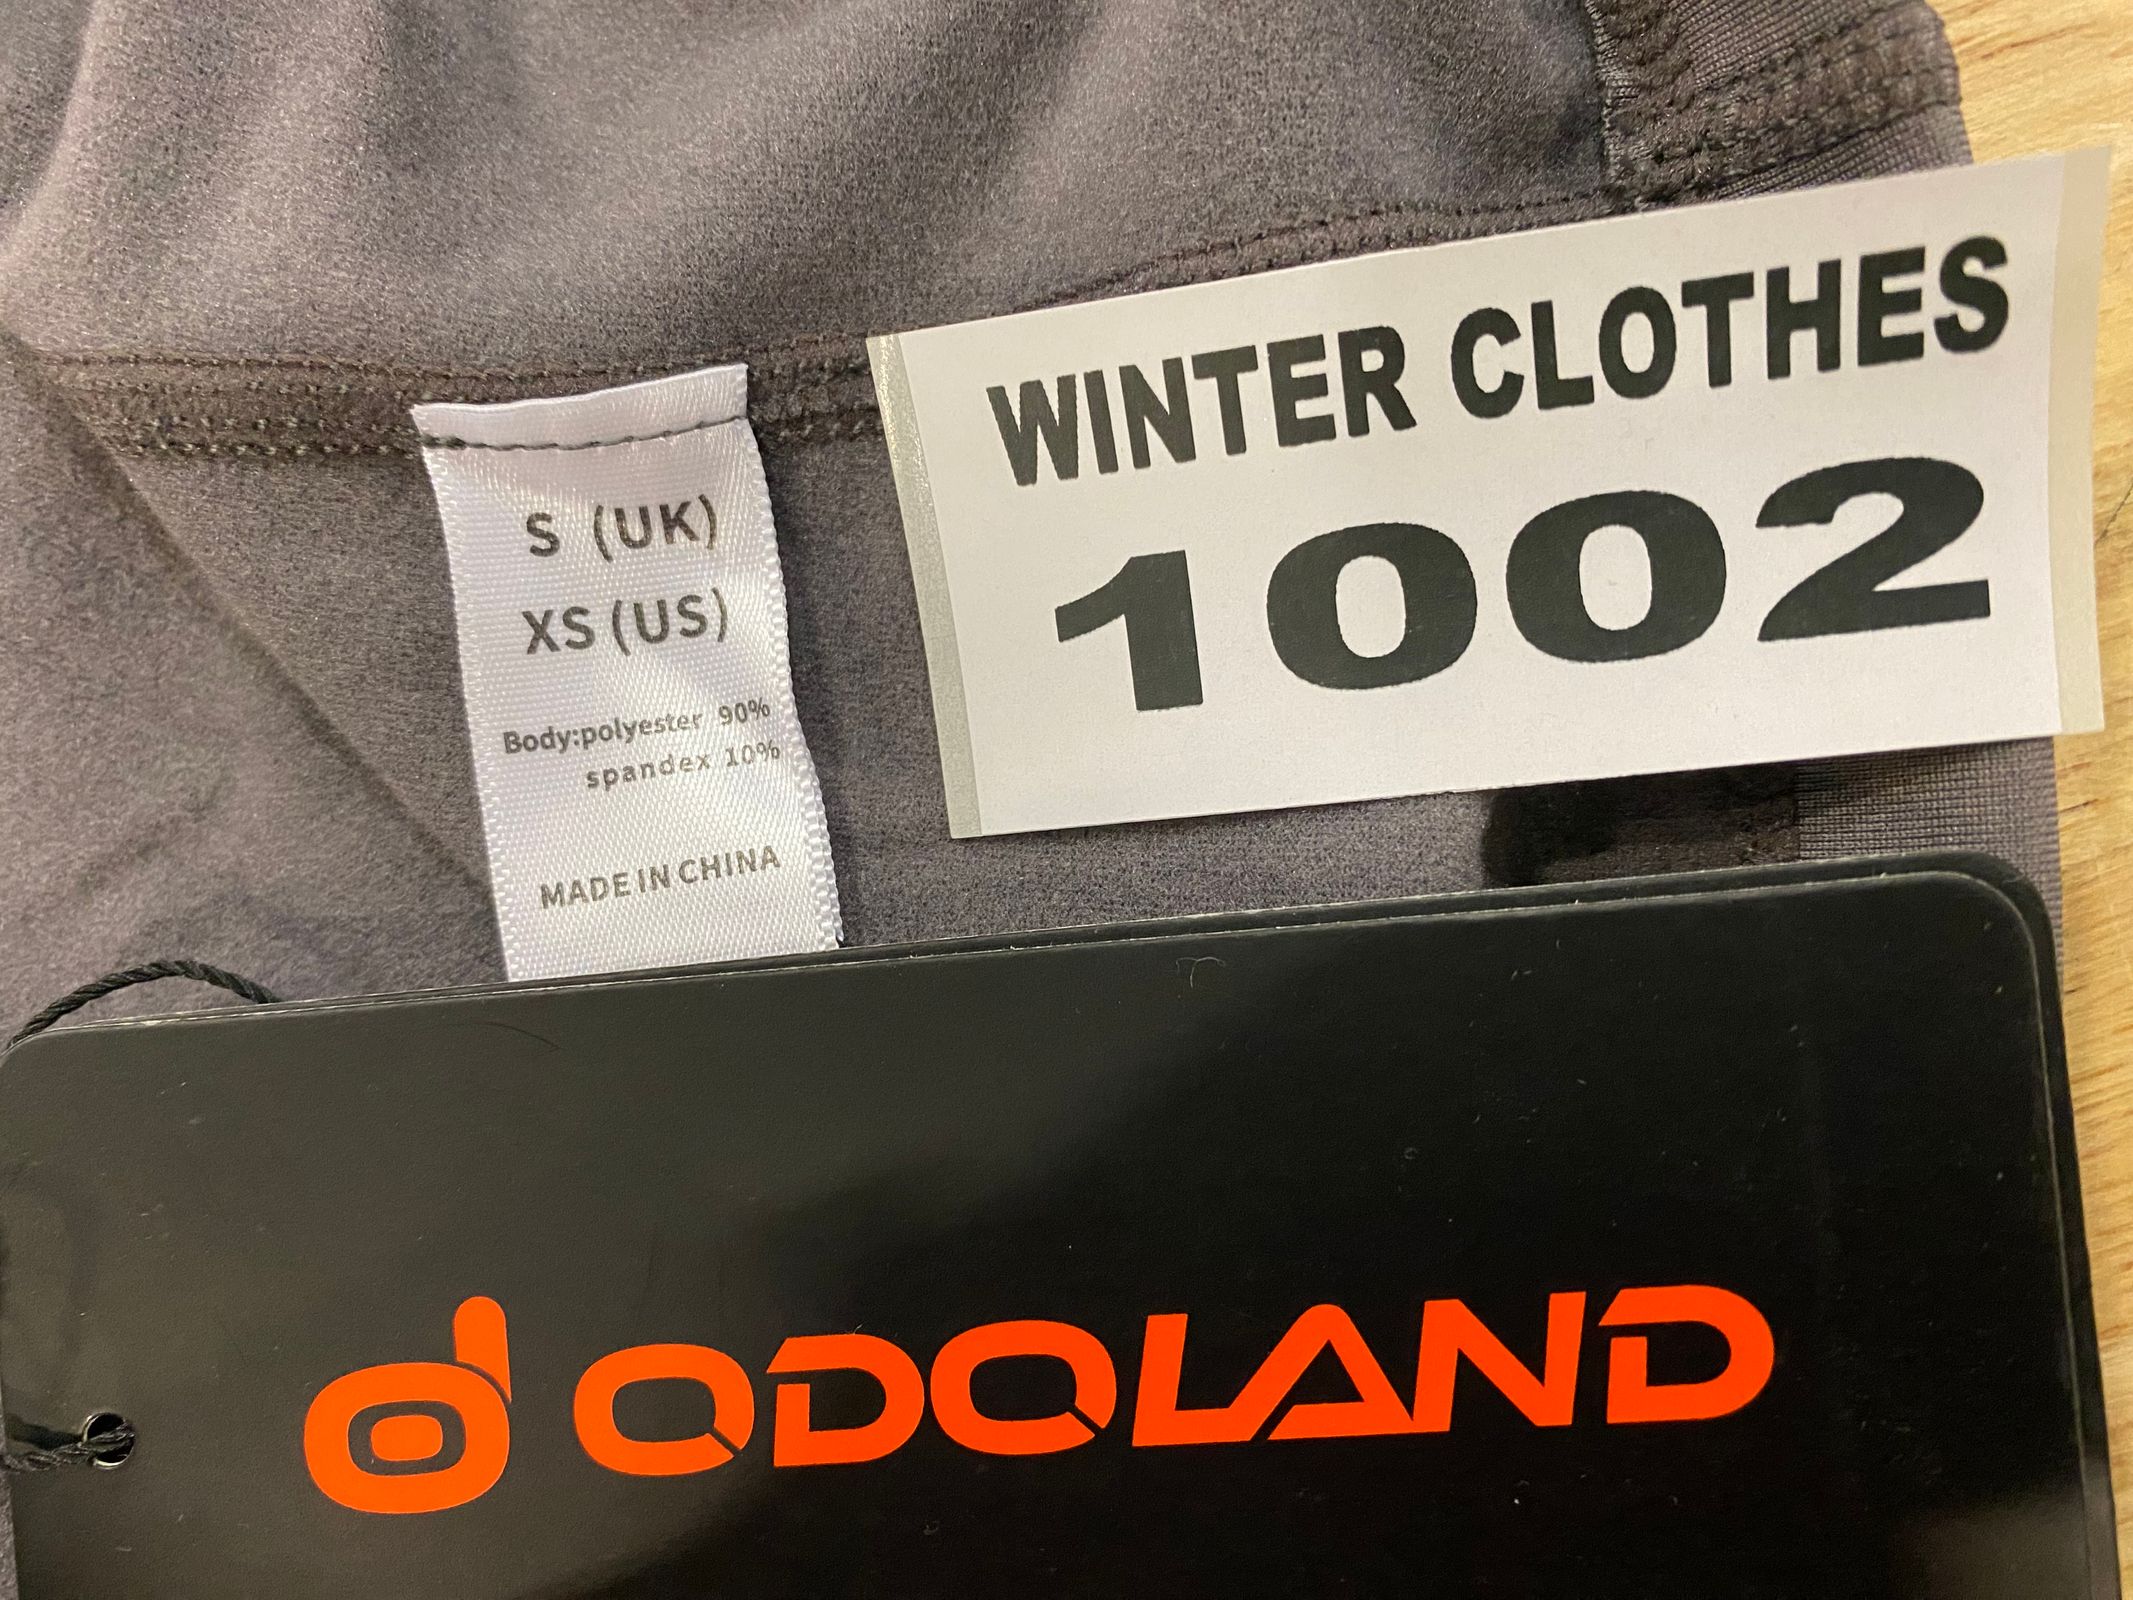 WINTER CLOTHES
1002
S (UK)
XS (US)
Body:polyester 90%
spandex 10%
MADE IN CHINA
ODOLAND